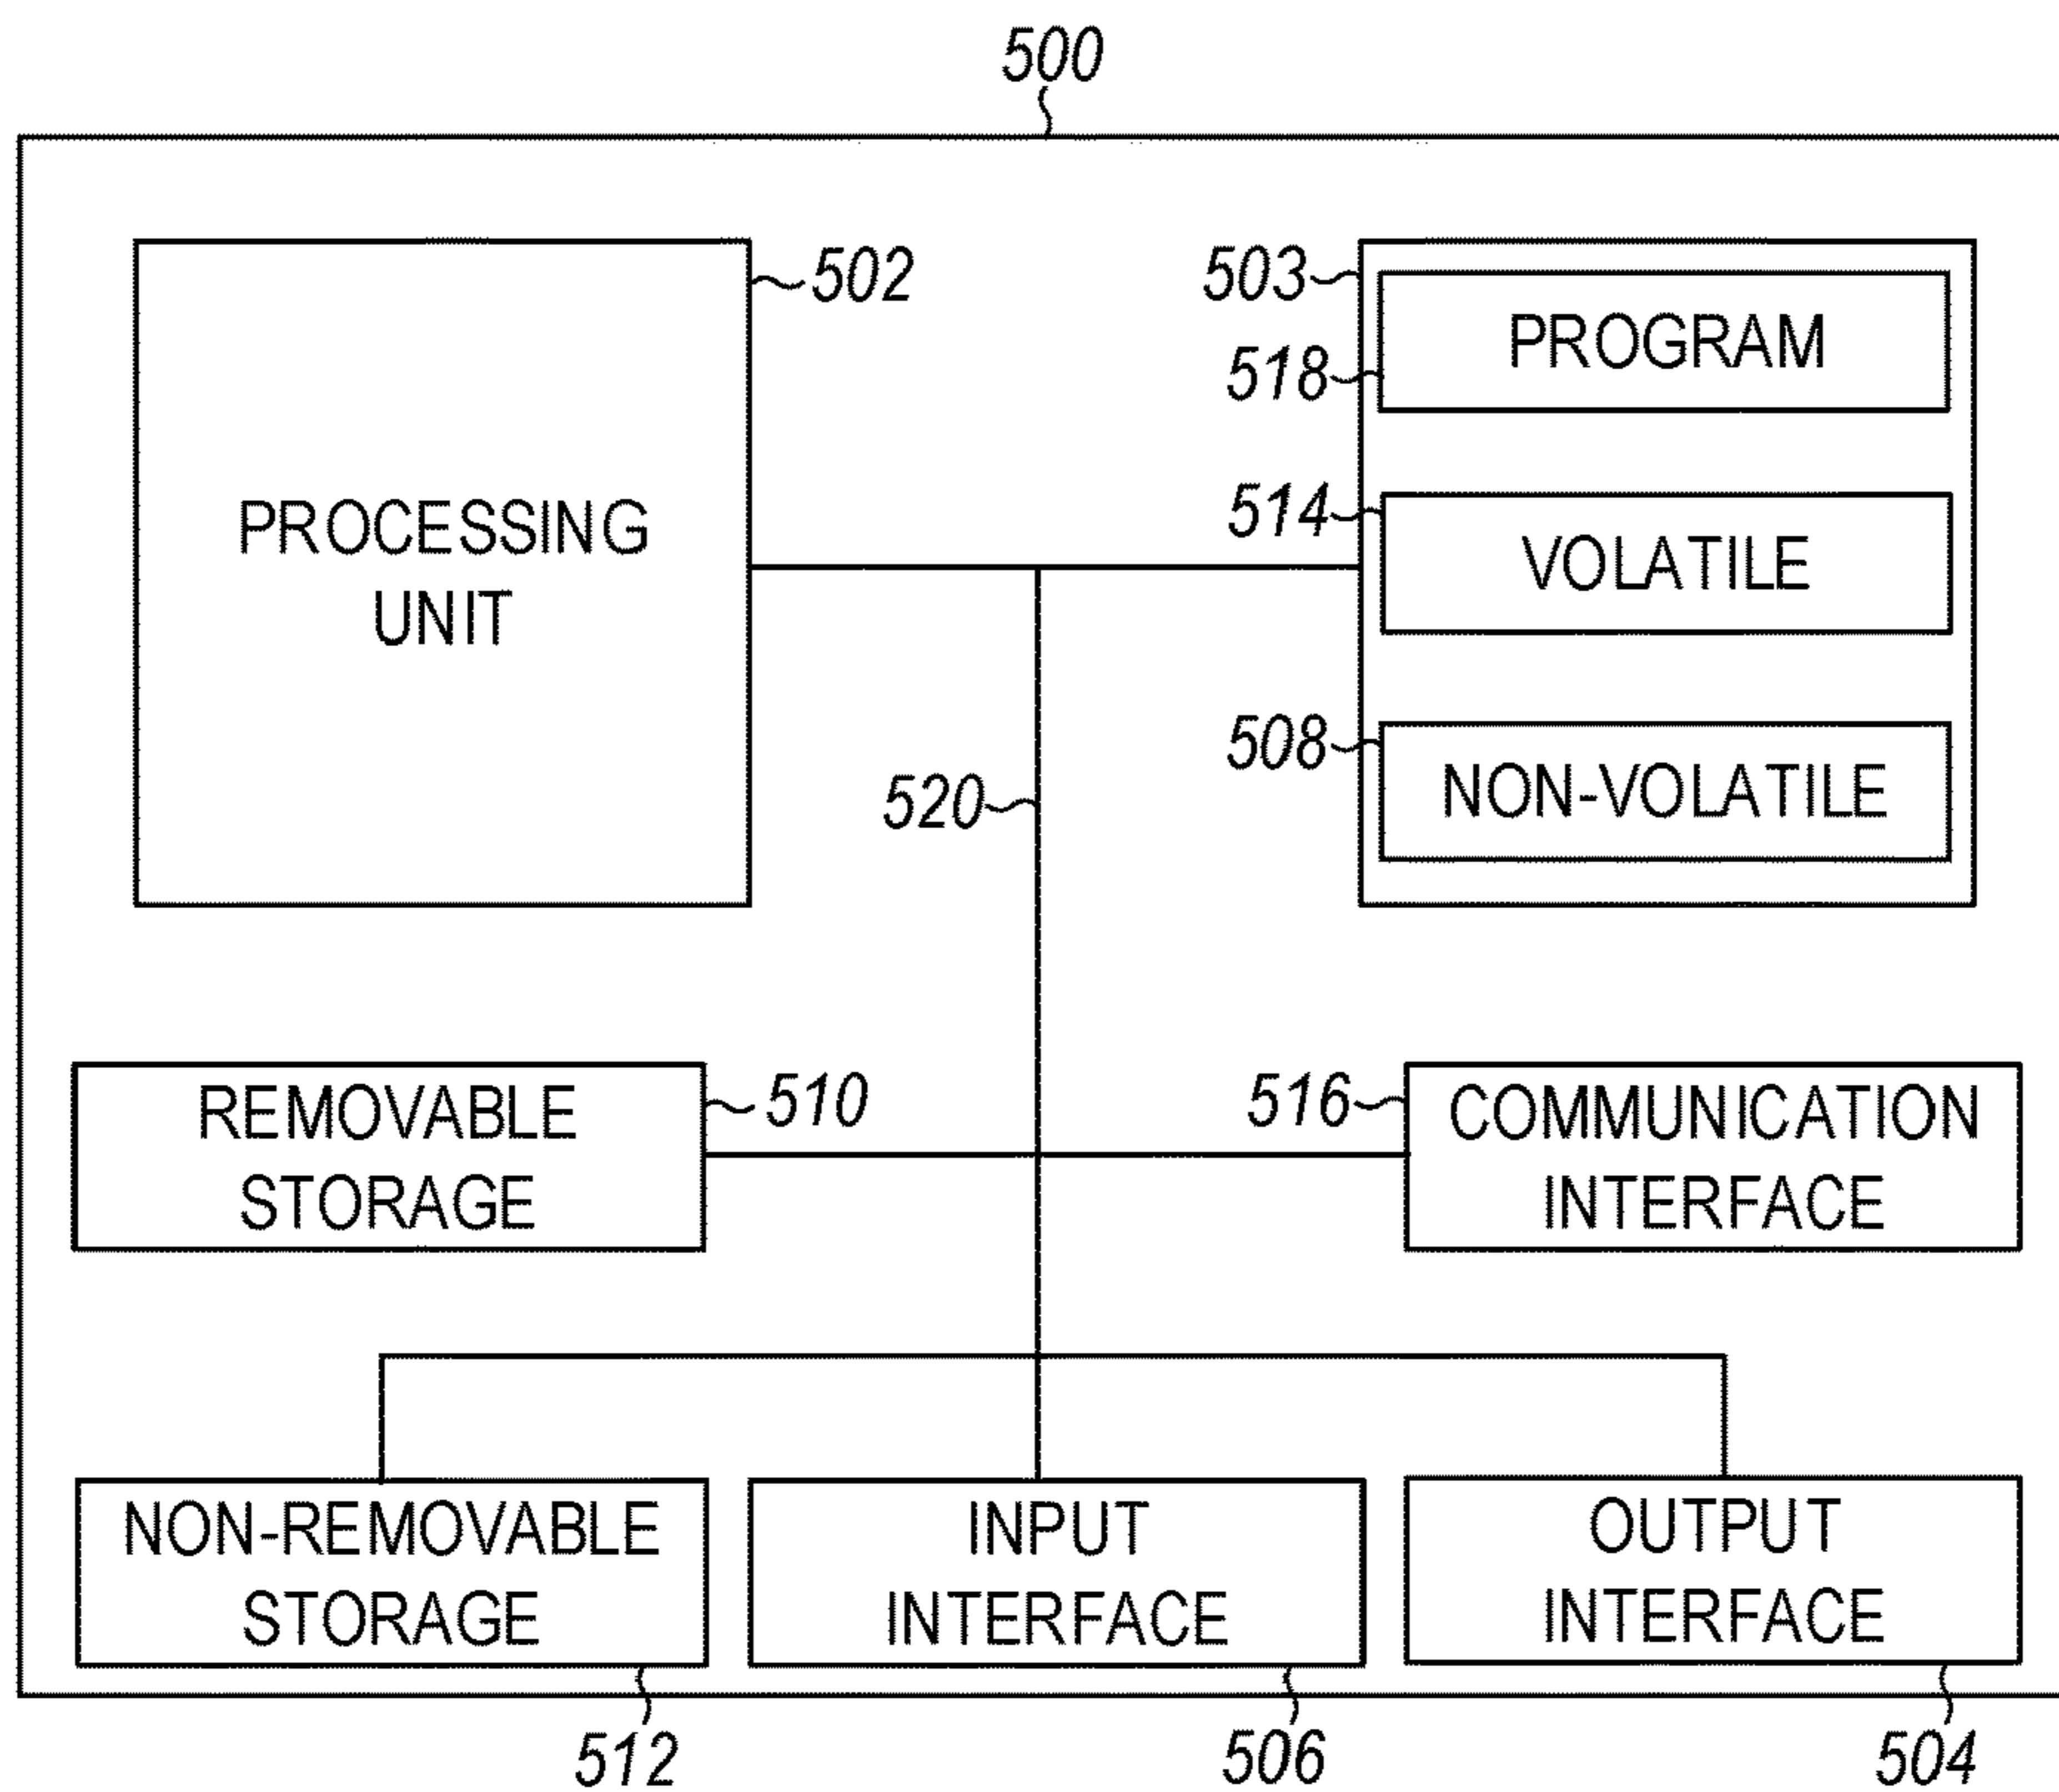 500
502
503
PROGRAM
518
514
VOLATILE
PROCESSING
UNIT
508
NON-VOLATILE
520
REMOVABLE
STORAGE
510
516
COMMUNICATION
INTERFACE
NON-REMOVABLE
STORAGE
INPUT
INTERFACE
OUTPUT
INTERFACE
512
506
504